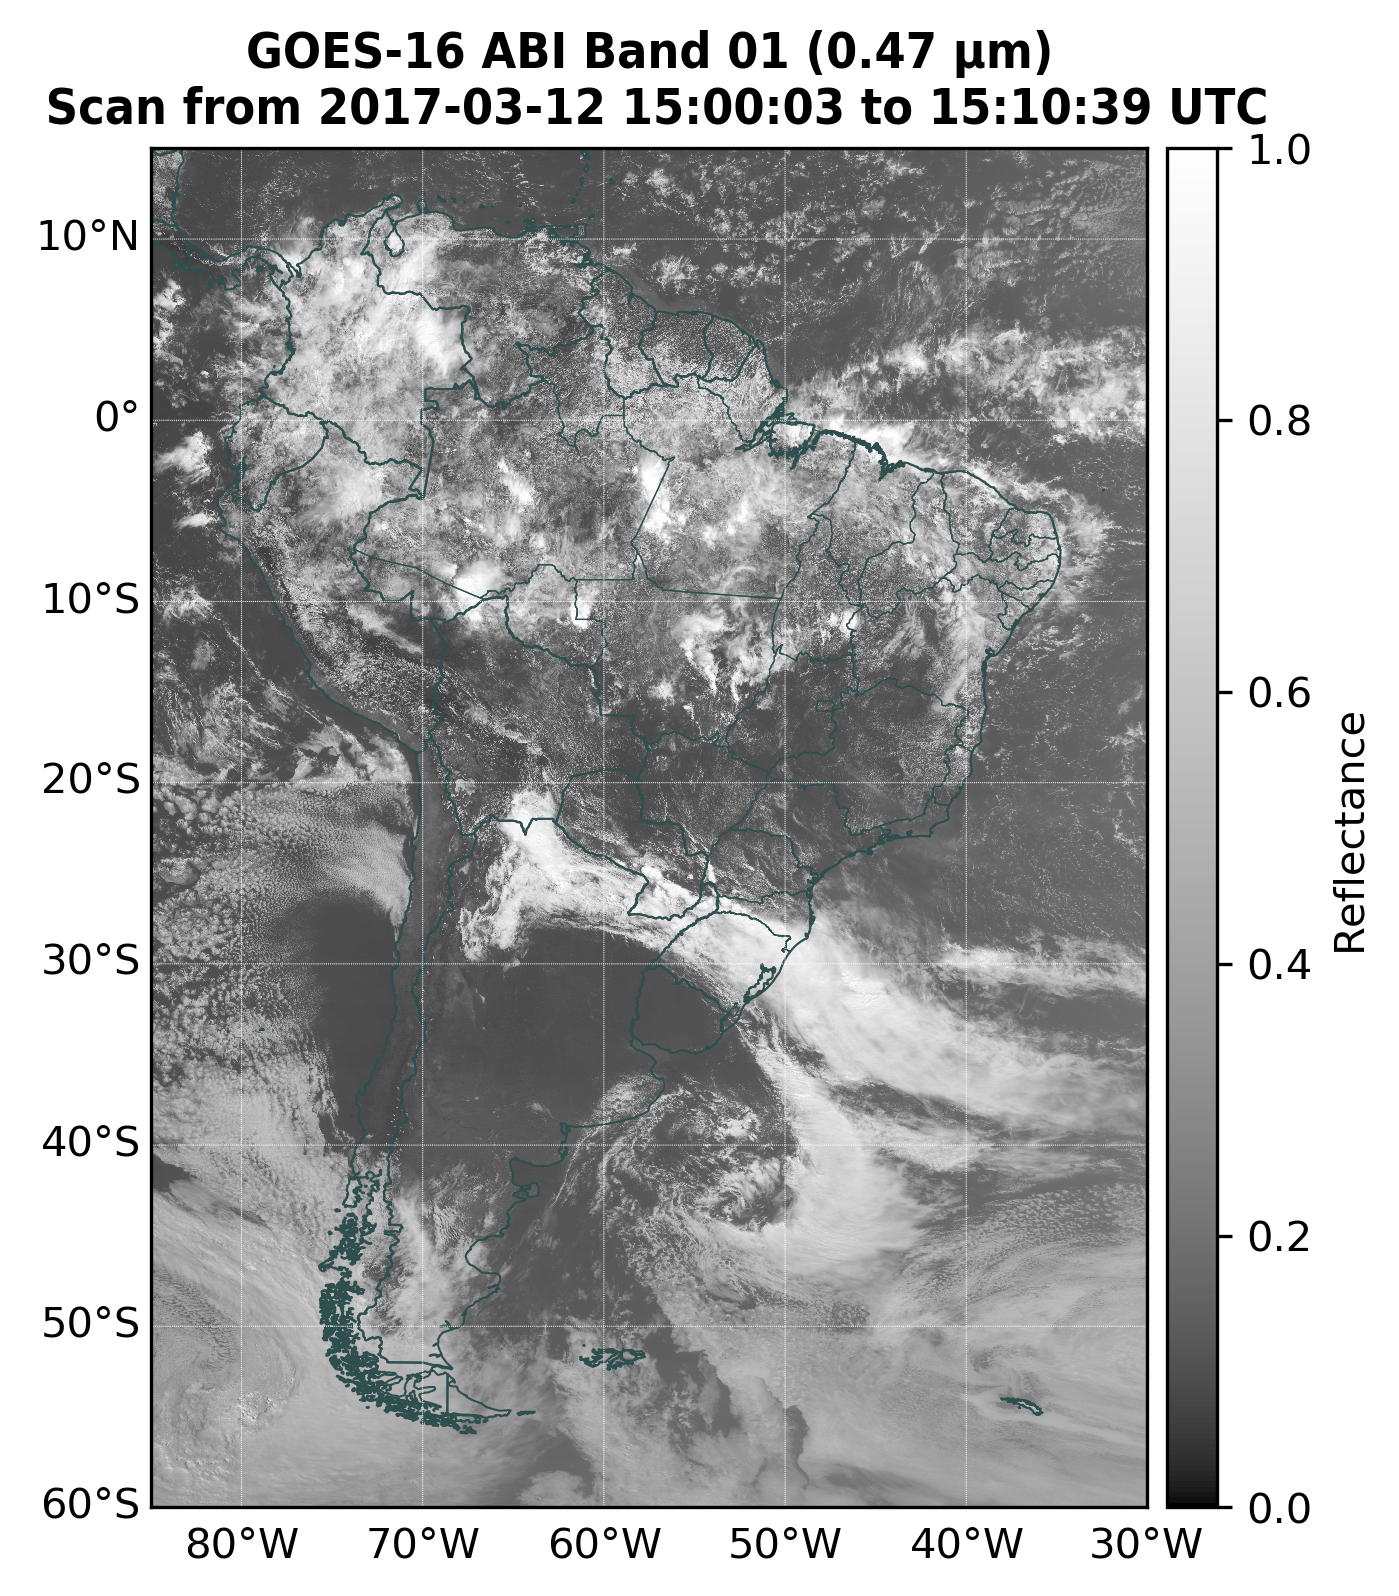 GOES-16 ABI Band 01 (0.47 µm)
Scan from 2017-03-12 15:00:03 to 15:10:39 UTC
10°N
0°
10°S
20°S
30°S
40°S
50°S
60°S
80°W
70°W
60°W
50°W
40°W
30°W
1.0
0.8
0.6
0.4
0.2
0.0
Reflectance